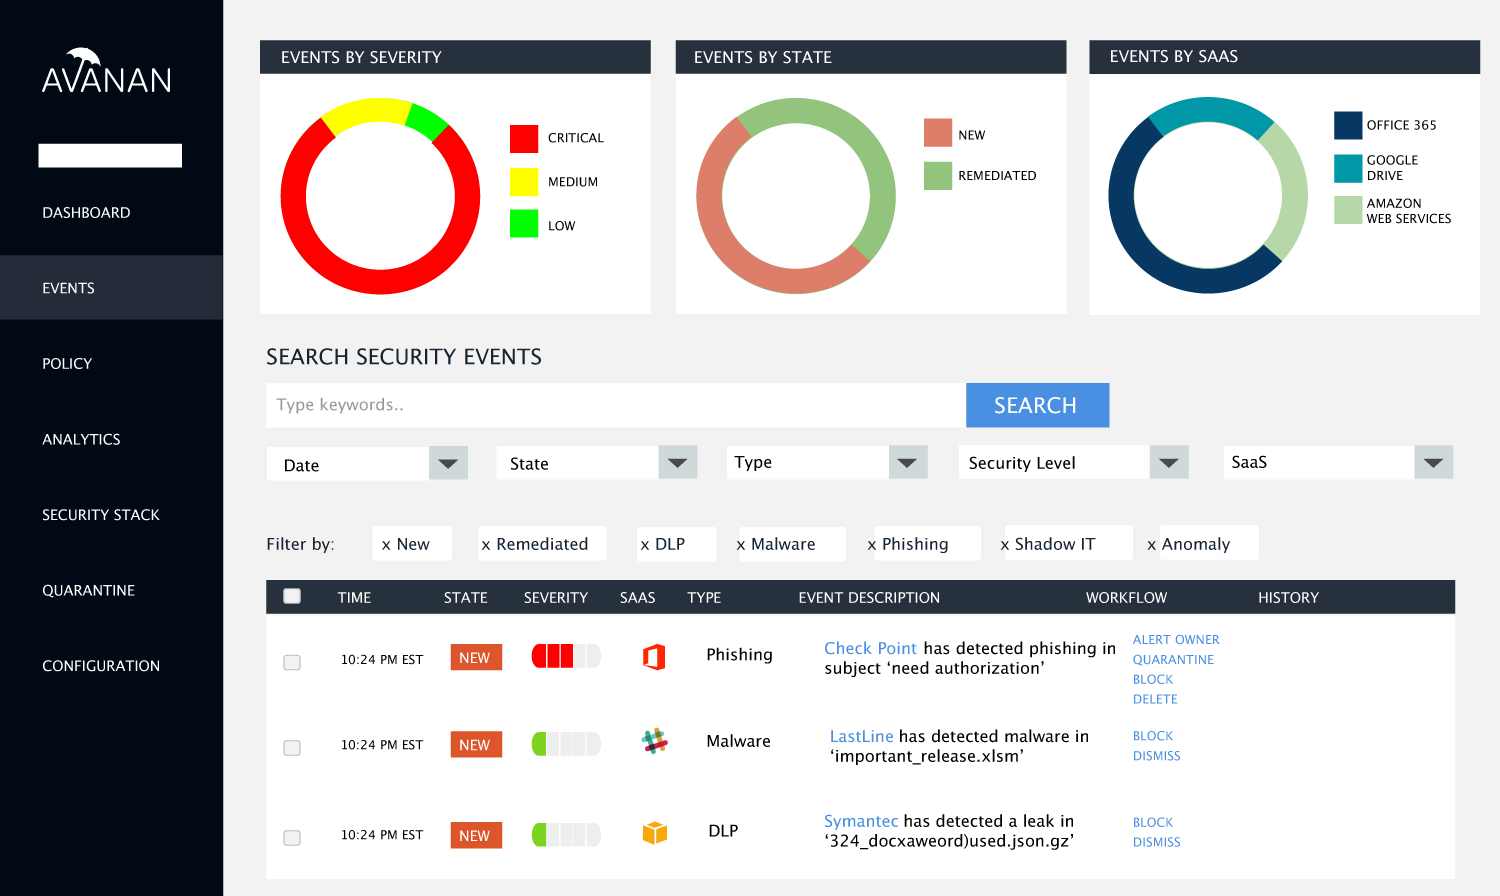 AVANAN
DASHBOARD
EVENTS
POLICY
ANALYTICS
SECURITY STACK
QUARANTINE
CONFIGURATION
EVENTS BY SEVERITY
CRITICAL
MEDIUM
LOW
EVENTS BY STATE
NEW
REMEDIATED
EVENTS BY SAAS
OFFICE 365
GOOGLE
DRIVE
AMAZON
WEB SERVICES
SEARCH SECURITY EVENTS
Type keywords..
SEARCH
Date
State
Type
Security Level
SaaS
Filter by: x New x Remediated x DLP x Malware x Phishing x Shadow IT x Anomaly
TIME STATE SEVERITY SAAS TYPE EVENT DESCRIPTION WORKFLOW HISTORY
10:24 PM EST NEW Phishing
Check Point has detected phishing in
subject ‘need authorization’
ALERT OWNER
QUARANTINE
BLOCK
DELETE
10:24 PM EST NEW Malware
LastLine has detected malware in
‘important_release.xlsm’
BLOCK
DISMISS
10:24 PM EST NEW DLP
Symantec has detected a leak in
‘324_docxaweord)used.json.gz’
BLOCK
DISMISS